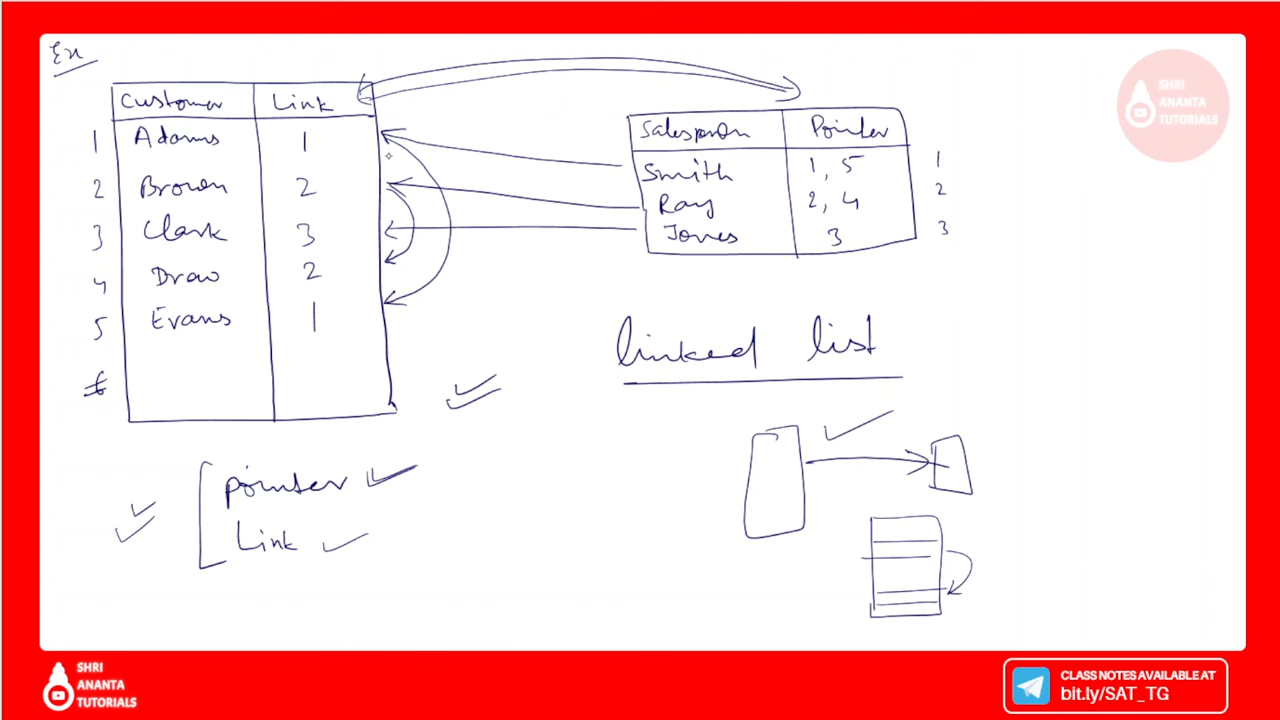 Ex
Customer Link
1 Adams 1
2 Brown 2
3 Clark 3
4 Draw 2
5 Evans 1
6
Salesperson Pointer
Smith 1, 5 1
Ray 2, 4 2
Jones 3 3
linked list
pointer
Link
SHRI
ANANTA
TUTORIALS
SHRI
ANANTA
TUTORIALS
CLASS NOTES AVAILABLE AT
bit.ly/SAT_TG